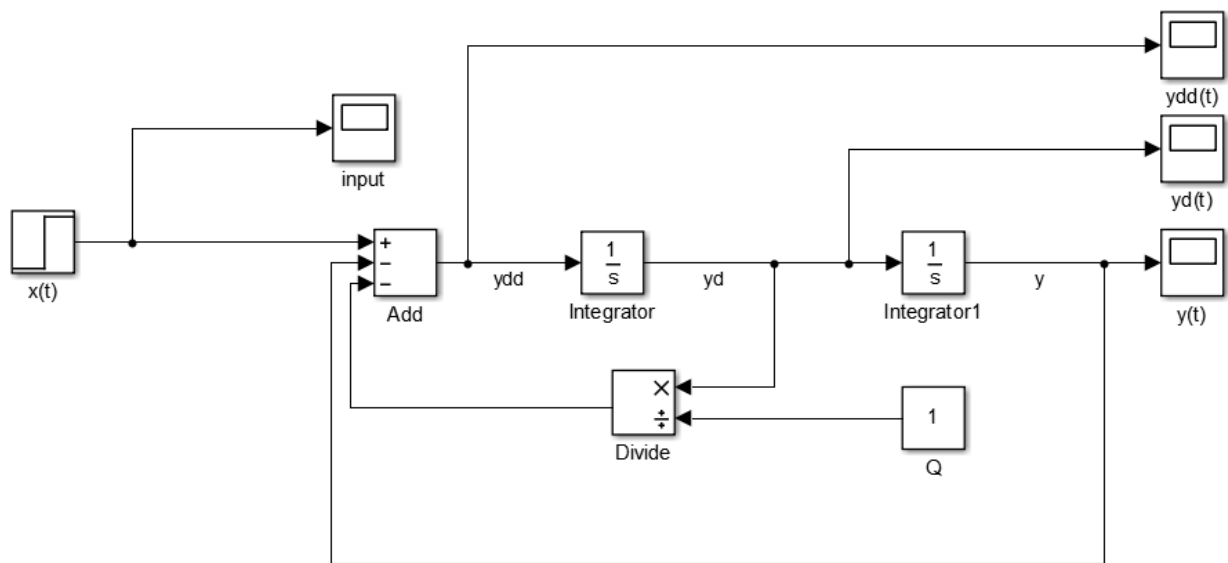 ydd(t)
input
yd(t)
x(t)
+
−
−
Add
ydd
1
s
Integrator
yd
1
s
Integrator1
y
y(t)
×
÷
Divide
1
Q